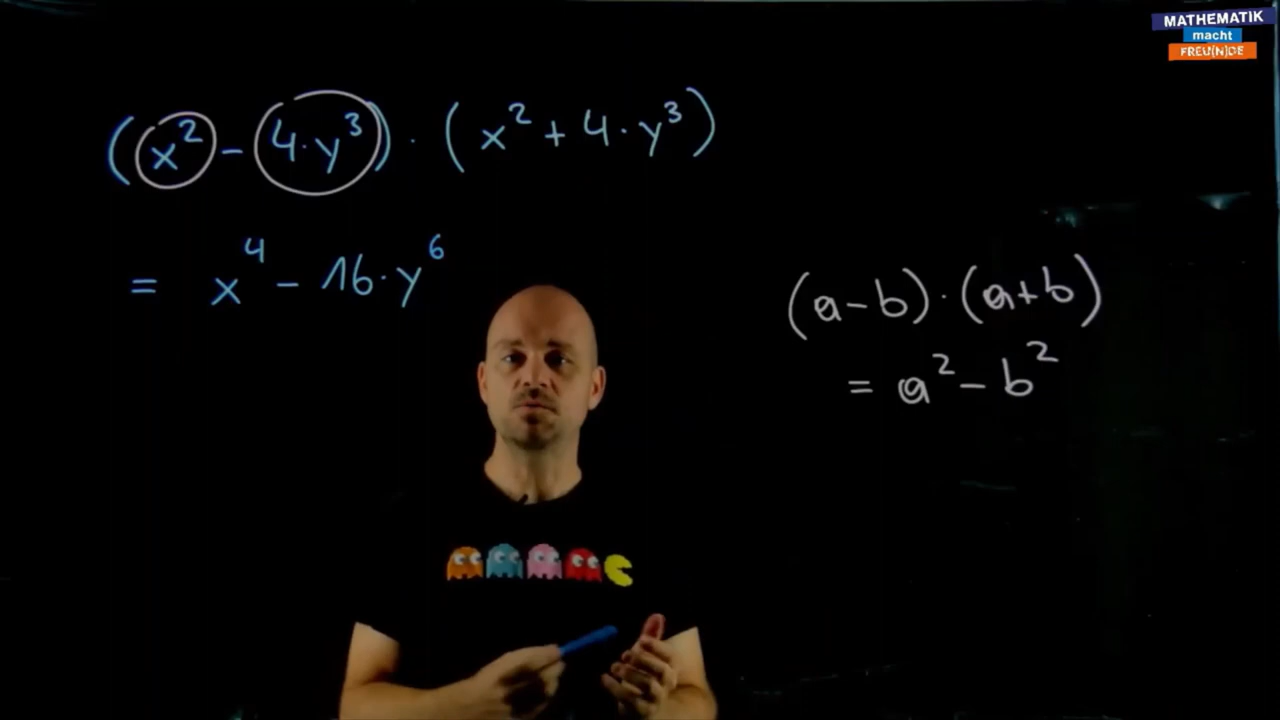 (x² - 4·y³) · (x² + 4·y³)
= x⁴ - 16·y⁶
(a - b) · (a + b)
= a² - b²
MATHEMATIK
macht
FREU(N)DE